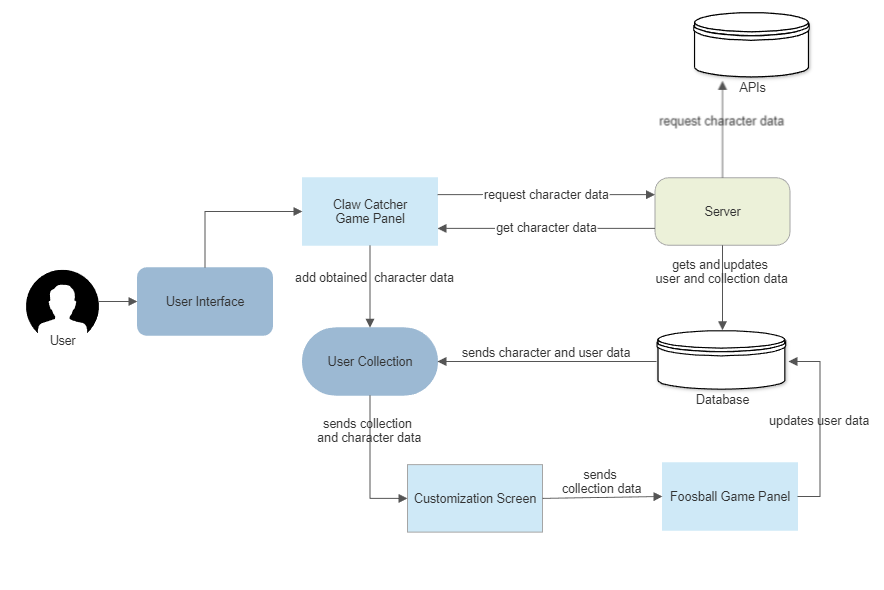 APIs
request character data
Claw Catcher
Game Panel
request character data
Server
get character data
User
User Interface
add obtained character data
gets and updates
user and collection data
User Collection
sends character and user data
Database
sends collection
and character data
updates user data
Customization Screen
sends
collection data
Foosball Game Panel